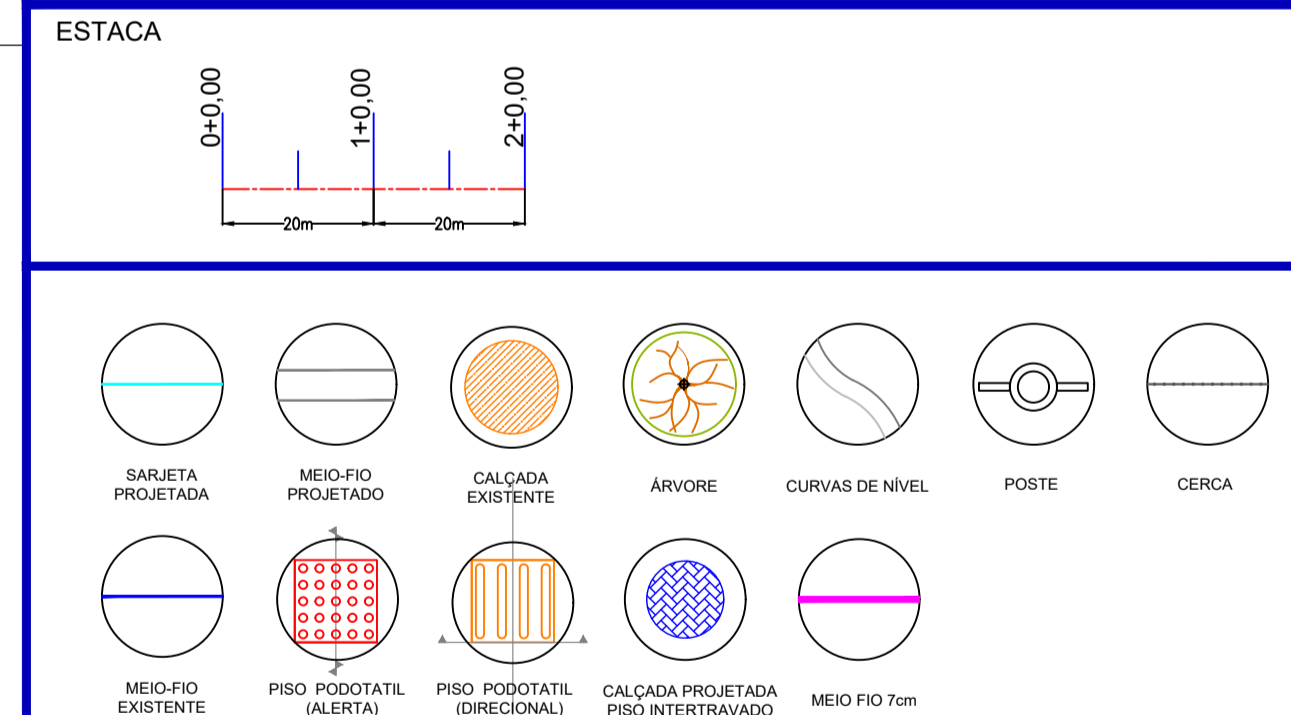 ESTACA
0+0,00
1+0,00
2+0,00
20m
20m
SARJETA
PROJETADA
MEIO-FIO
PROJETADO
CALÇADA
EXISTENTE
ÁRVORE
CURVAS DE NÍVEL
POSTE
CERCA
MEIO-FIO
EXISTENTE
PISO PODOTATIL
(ALERTA)
PISO PODOTATIL
(DIRECIONAL)
CALÇADA PROJETADA
PISO INTERTRAVADO
MEIO FIO 7cm